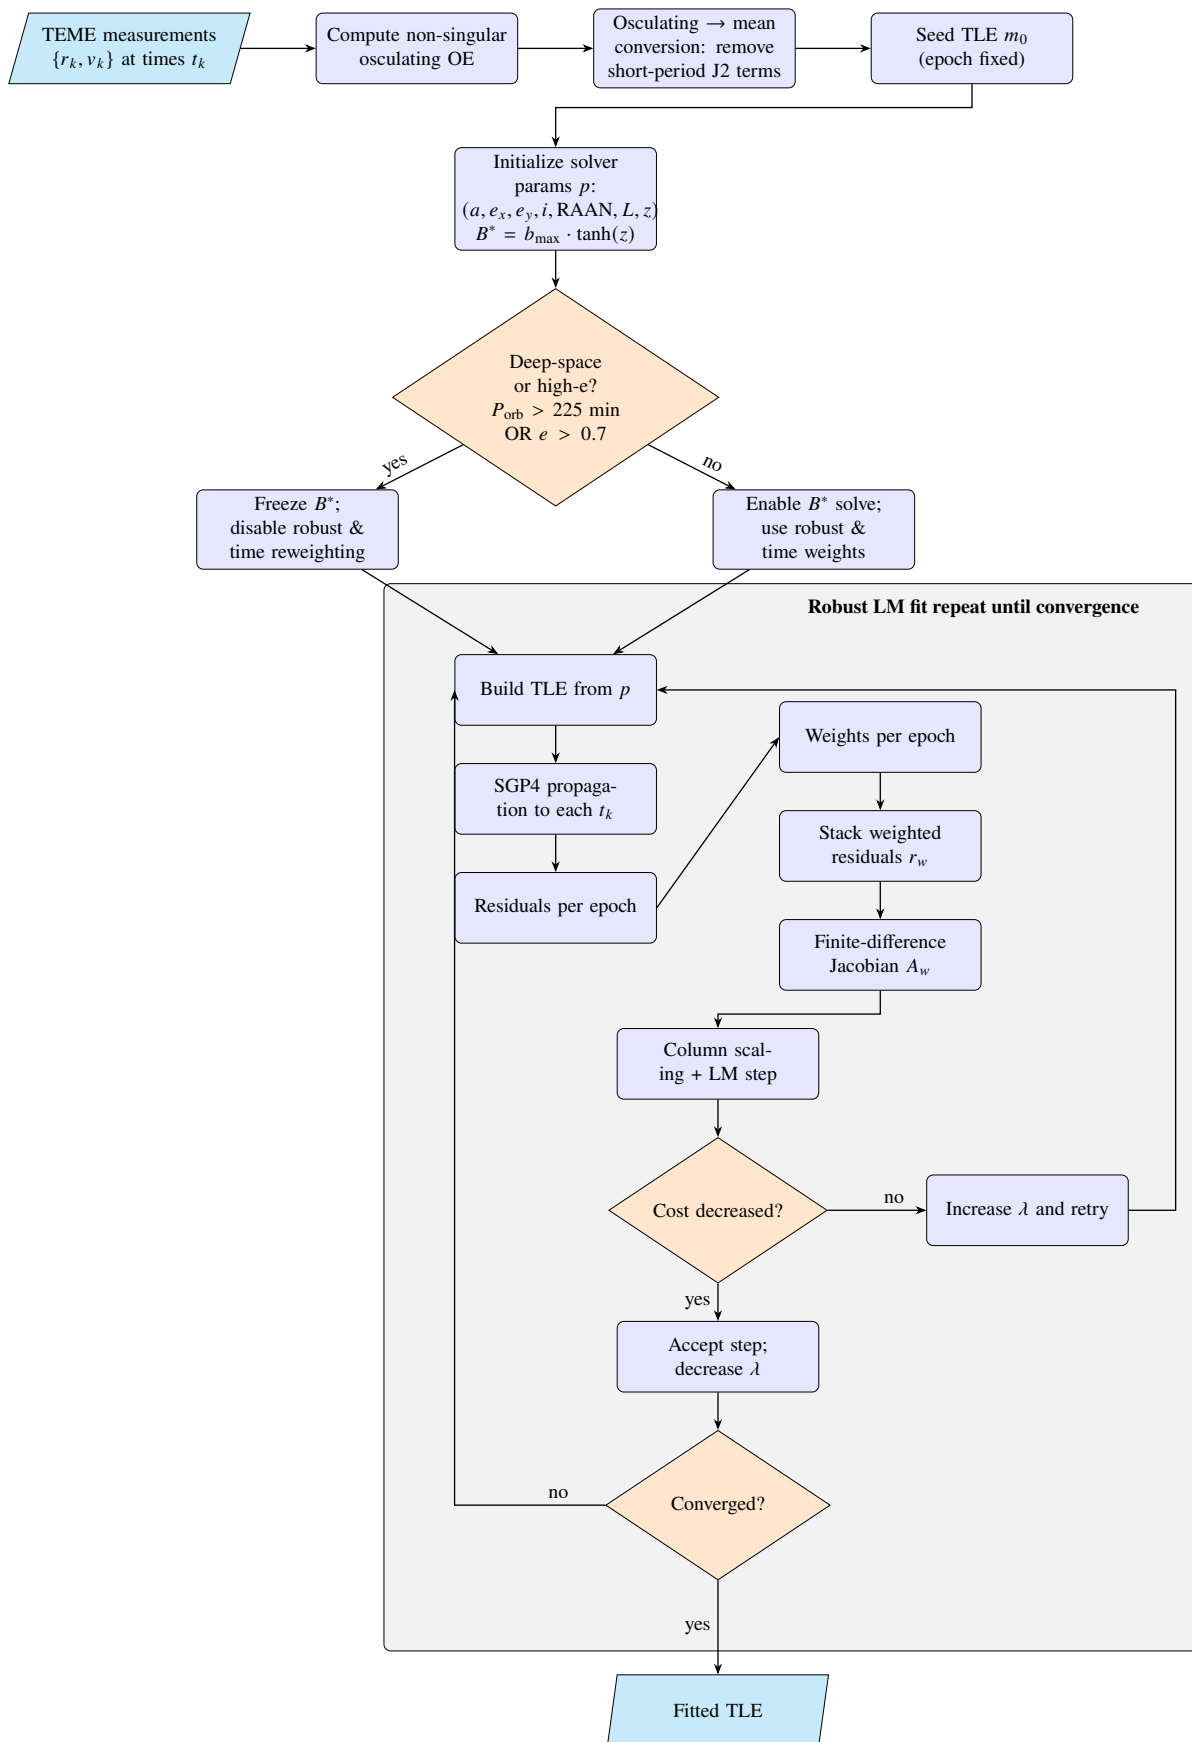 TEME measurements
{r_k, v_k} at times t_k
Compute non-singular
osculating OE
Osculating → mean
conversion: remove
short-period J2 terms
Seed TLE m_0
(epoch fixed)
Initialize solver
params p:
(a, e_x, e_y, i, RAAN, L, z)
B* = b_max · tanh(z)
Deep-space
or high-e?
P_orb > 225 min
OR e > 0.7
yes
no
Freeze B*;
disable robust &
time reweighting
Enable B* solve;
use robust &
time weights
Robust LM fit repeat until convergence
Build TLE from p
Weights per epoch
SGP4 propaga-
tion to each t_k
Stack weighted
residuals r_w
Residuals per epoch
Finite-difference
Jacobian A_w
Column scal-
ing + LM step
Cost decreased?
no
Increase λ and retry
yes
Accept step;
decrease λ
Converged?
no
yes
Fitted TLE